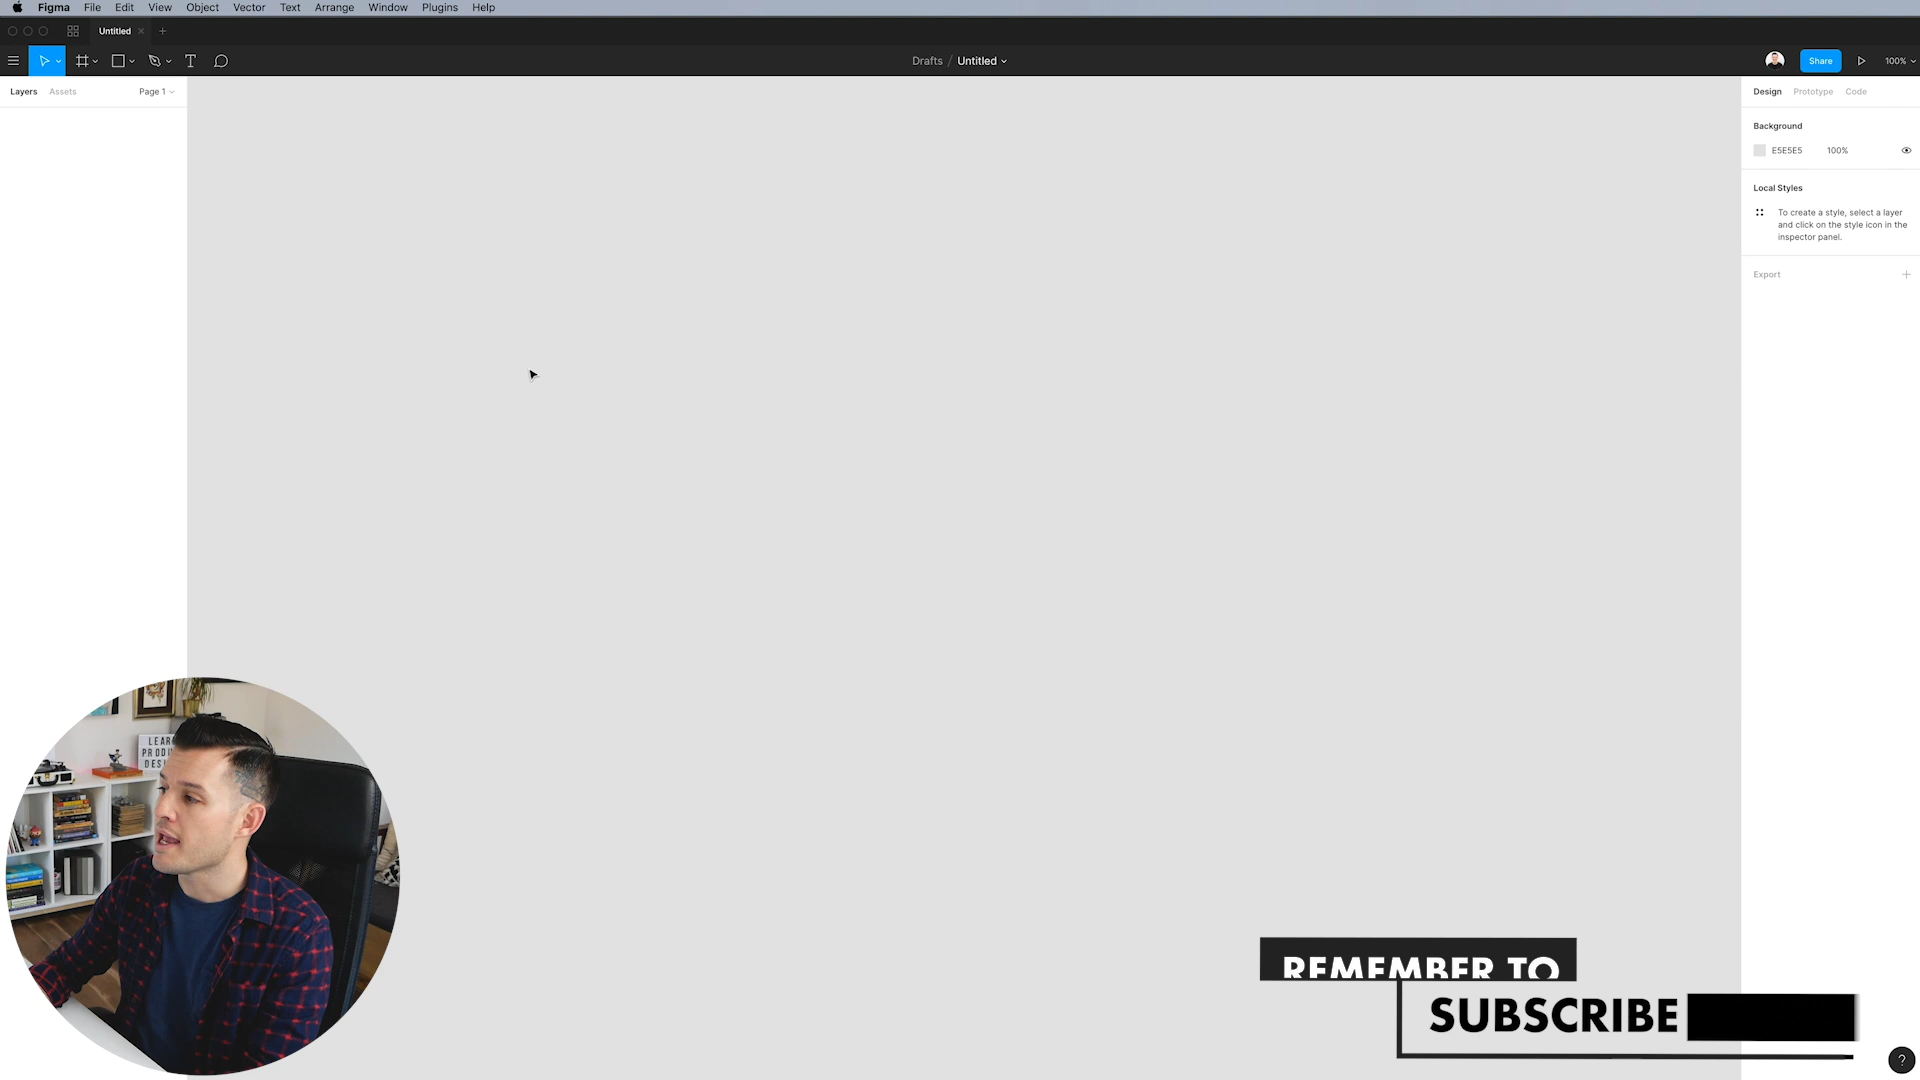 Figma File Edit View Object Vector Text Arrange Window Plugins Help
Untitled
Drafts / Untitled
Share
100%
Layers Assets Page 1
Design Prototype Code
Background
E5E5E5 100%
Local Styles
To create a style, select a layer
and click on the style icon in the
inspector panel.
Export
REMEMBER TO
SUBSCRIBE
?